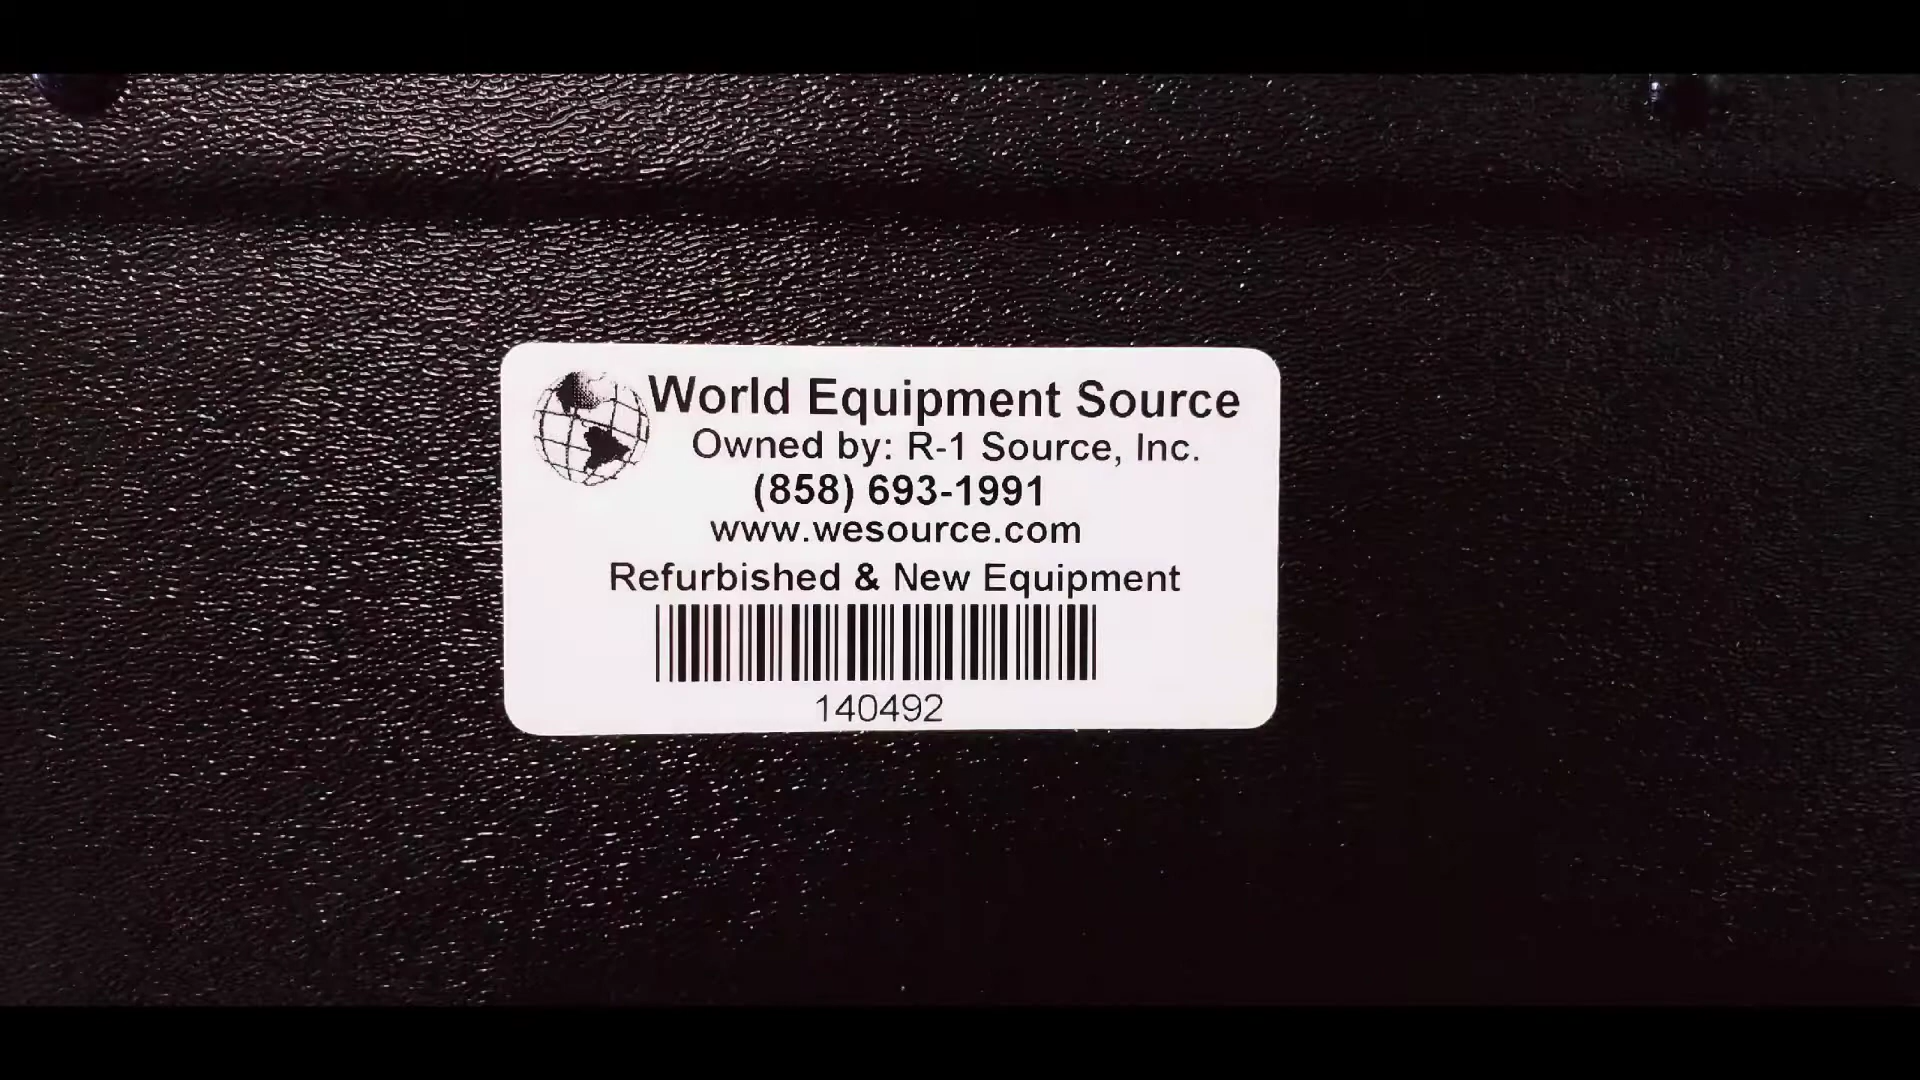 World Equipment Source
Owned by: R-1 Source, Inc.
(858) 693-1991
www.wesource.com
Refurbished & New Equipment
140492